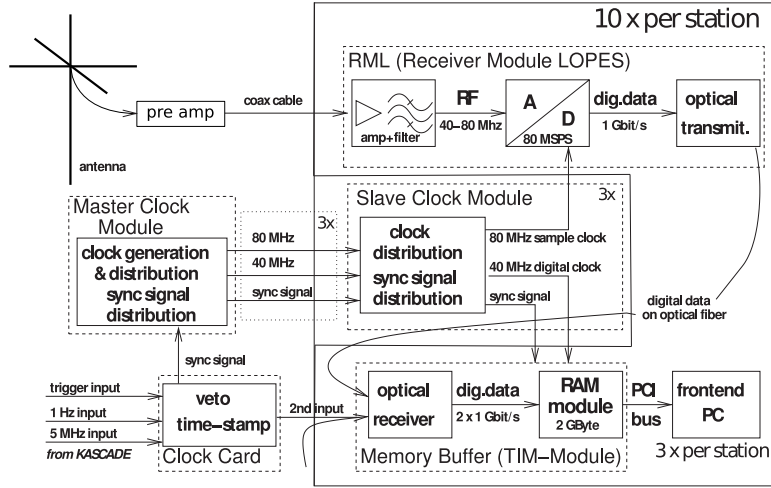 10 x per station
RML (Receiver Module LOPES)
pre amp
coax cable
amp+filter
RF
40-80 Mhz
A
D
80 MSPS
dig.data
1 Gbit/s
optical
transmit.
antenna
Master Clock
Module
clock generation
& distribution
sync signal
distribution
3x
80 MHz
40 MHz
sync signal
Slave Clock Module
3x
clock
distribution
sync signal
distribution
80 MHz sample clock
40 MHz digital clock
sync signal
digital data
on optical fiber
sync signal
trigger input
1 Hz input
5 MHz input
from KASCADE
veto
time-stamp
Clock Card
2nd input
optical
receiver
dig.data
2 x 1 Gbit/s
RAM
module
2 GByte
PCI
bus
frontend
PC
3 x per station
Memory Buffer (TIM-Module)